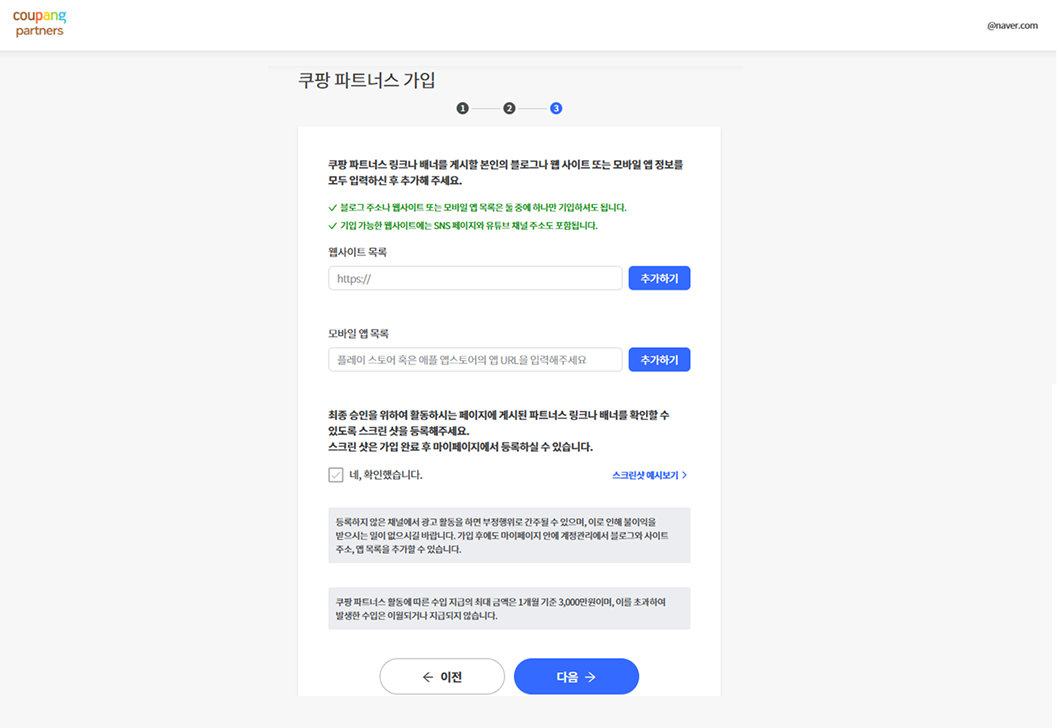 coupang
partners
@naver.com
쿠팡 파트너스 가입
1 2 3
쿠팡 파트너스 링크나 배너를 게시할 본인의 블로그나 웹 사이트 또는 모바일 앱 정보를
모두 입력하신 후 추가해 주세요.
블로그 주소나 웹사이트 또는 모바일 앱 목록은 둘 중에 하나만 기입하셔도 됩니다.
기입 가능한 웹사이트에는 SNS 페이지와 유튜브 채널 주소도 포함됩니다.
웹사이트 목록
https:// 추가하기
모바일 앱 목록
플레이 스토어 혹은 애플 앱스토어의 앱 URL을 입력해주세요 추가하기
최종 승인을 위하여 활동하시는 페이지에 게시된 파트너스 링크나 배너를 확인할 수
있도록 스크린 샷을 등록해주세요.
스크린 샷은 가입 완료 후 마이페이지에서 등록하실 수 있습니다.
네, 확인했습니다. 스크린샷 예시보기 >
등록하지 않은 채널에서 광고 활동을 하면 부정행위로 간주될 수 있으며, 이로 인해 불이익을
받으시는 일이 없으시길 바랍니다. 가입 후에도 마이페이지 안에 계정관리에서 블로그와 사이트
주소, 앱 목록을 추가할 수 있습니다.
쿠팡 파트너스 활동에 따른 수입 지급의 최대 금액은 1개월 기준 3,000만원이며, 이를 초과하여
발생한 수입은 이월되거나 지급되지 않습니다.
← 이전 다음 →